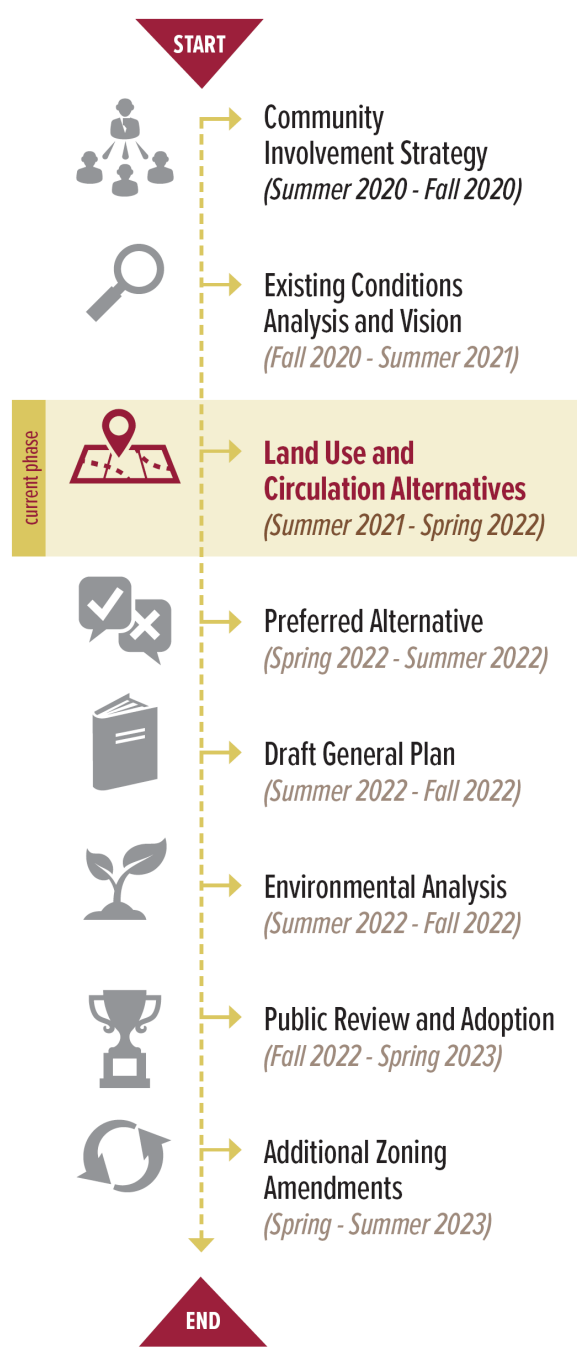 START
Community
Involvement Strategy
(Summer 2020 - Fall 2020)
Existing Conditions
Analysis and Vision
(Fall 2020 - Summer 2021)
current phase
Land Use and
Circulation Alternatives
(Summer 2021 - Spring 2022)
Preferred Alternative
(Spring 2022 - Summer 2022)
Draft General Plan
(Summer 2022 - Fall 2022)
Environmental Analysis
(Summer 2022 - Fall 2022)
Public Review and Adoption
(Fall 2022 - Spring 2023)
Additional Zoning
Amendments
(Spring - Summer 2023)
END